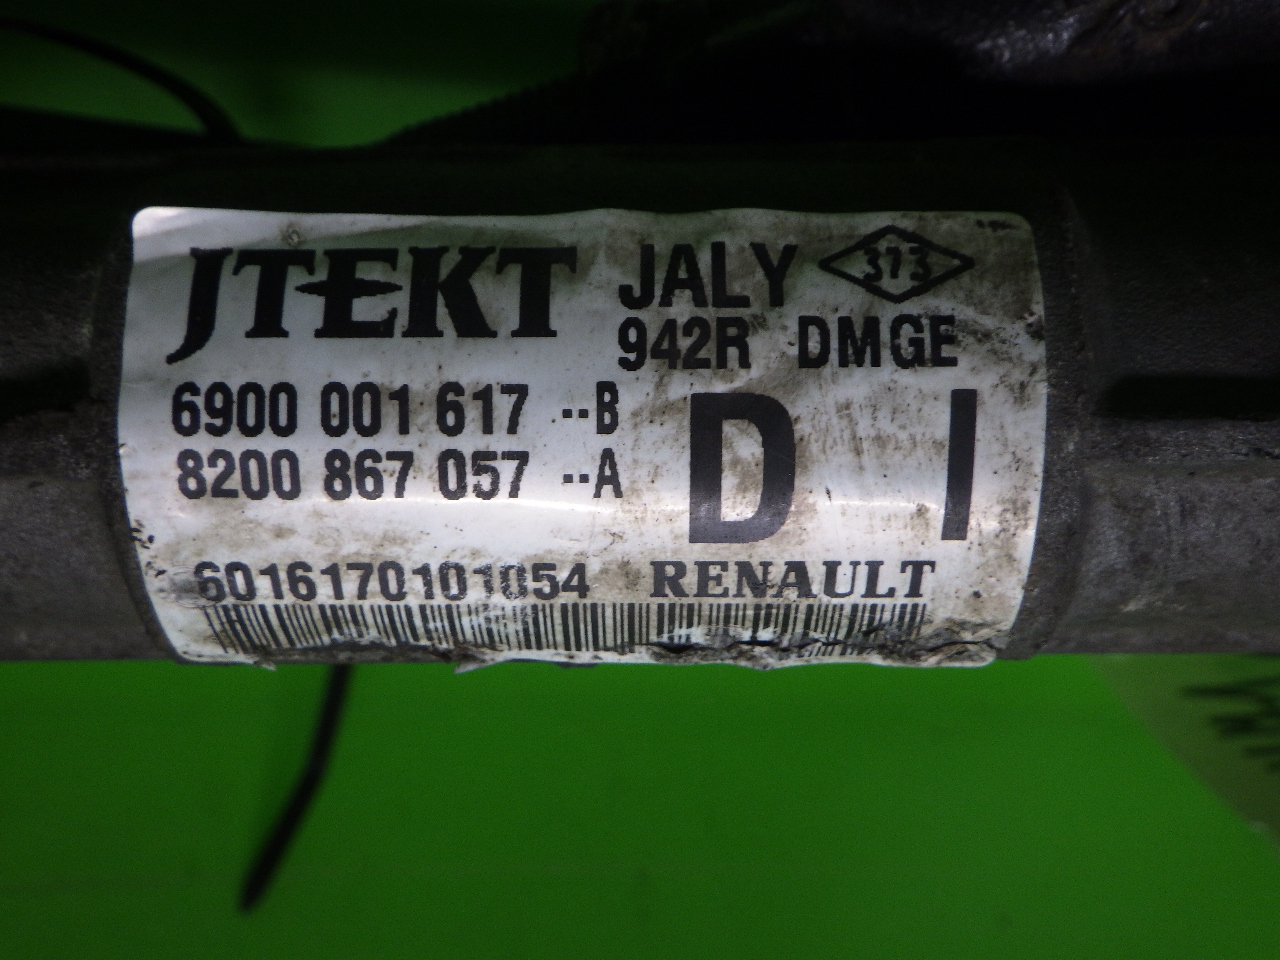 JTEKT JALY 373
942R DMGE
6900 001 617 --B
8200 867 057 --A
D I
6016170101054 RENAULT